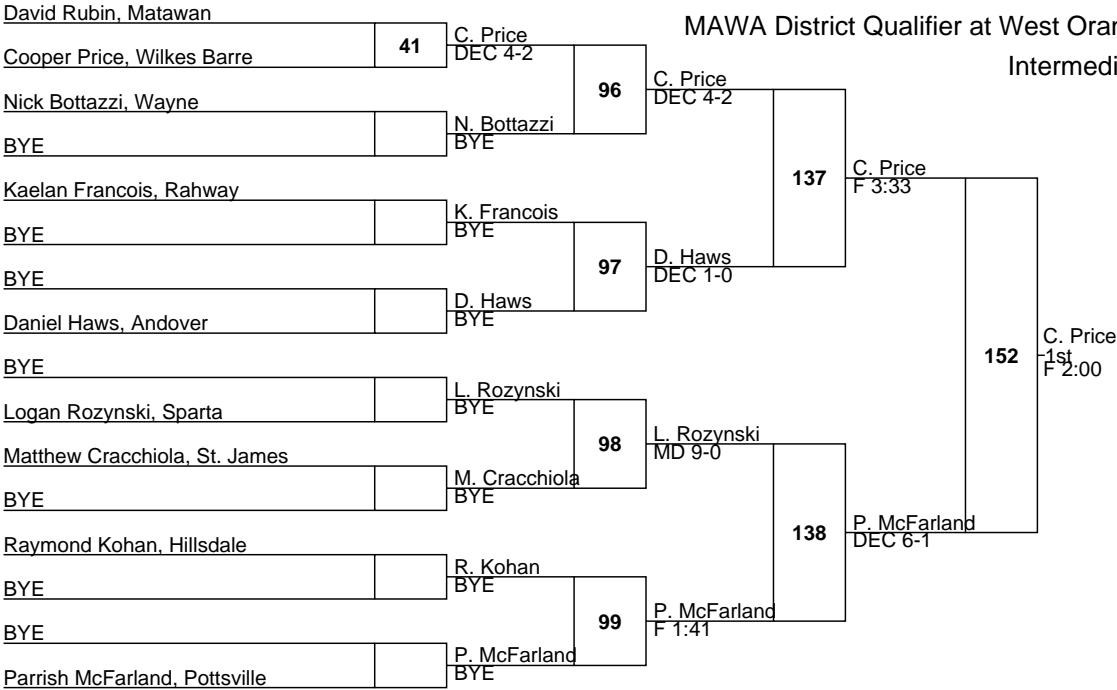 MAWA District Qualifier at West Oran
Intermedi
David Rubin, Matawan
Cooper Price, Wilkes Barre
Nick Bottazzi, Wayne
BYE
Kaelan Francois, Rahway
BYE
BYE
Daniel Haws, Andover
BYE
Logan Rozynski, Sparta
Matthew Cracchiola, St. James
BYE
Raymond Kohan, Hillsdale
BYE
BYE
Parrish McFarland, Pottsville
41
C. Price
DEC 4-2
N. Bottazzi
BYE
K. Francois
BYE
D. Haws
BYE
L. Rozynski
BYE
M. Cracchiola
BYE
R. Kohan
BYE
P. McFarland
BYE
96
C. Price
DEC 4-2
97
D. Haws
DEC 1-0
98
L. Rozynski
MD 9-0
99
P. McFarland
F 1:41
137
C. Price
F 3:33
138
P. McFarland
DEC 6-1
152
C. Price
1st
F 2:00